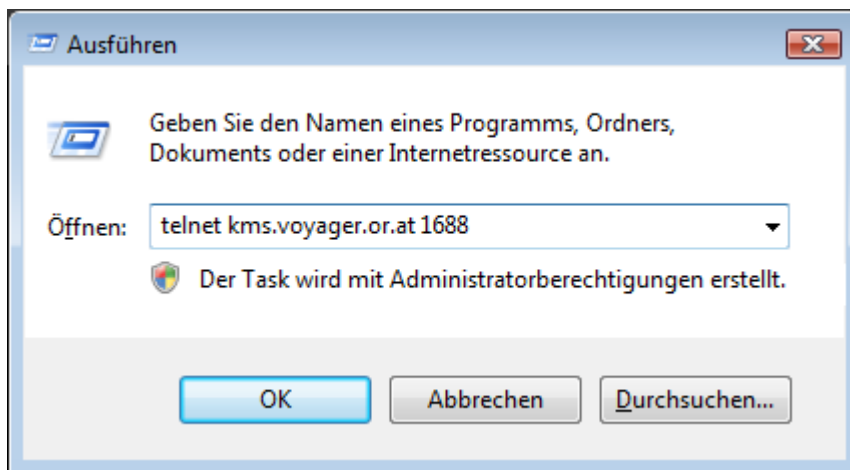 Ausführen
Geben Sie den Namen eines Programms, Ordners,
Dokuments oder einer Internetressource an.
Öffnen: telnet kms.voyager.or.at 1688
Der Task wird mit Administratorberechtigungen erstellt.
OK Abbrechen Durchsuchen...